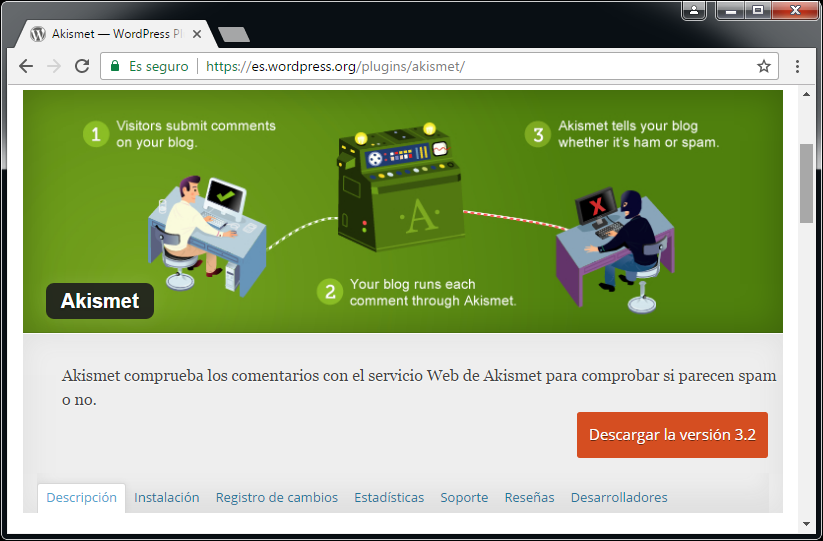 Akismet — WordPress Pl
Es seguro
https://es.wordpress.org/plugins/akismet/
1 Visitors submit comments
on your blog.
3 Akismet tells your blog
whether it's ham or spam.
A
2 Your blog runs each
comment through Akismet.
Akismet
Akismet comprueba los comentarios con el servicio Web de Akismet para comprobar si parecen spam
o no.
Descargar la versión 3.2
Descripción Instalación Registro de cambios Estadísticas Soporte Reseñas Desarrolladores